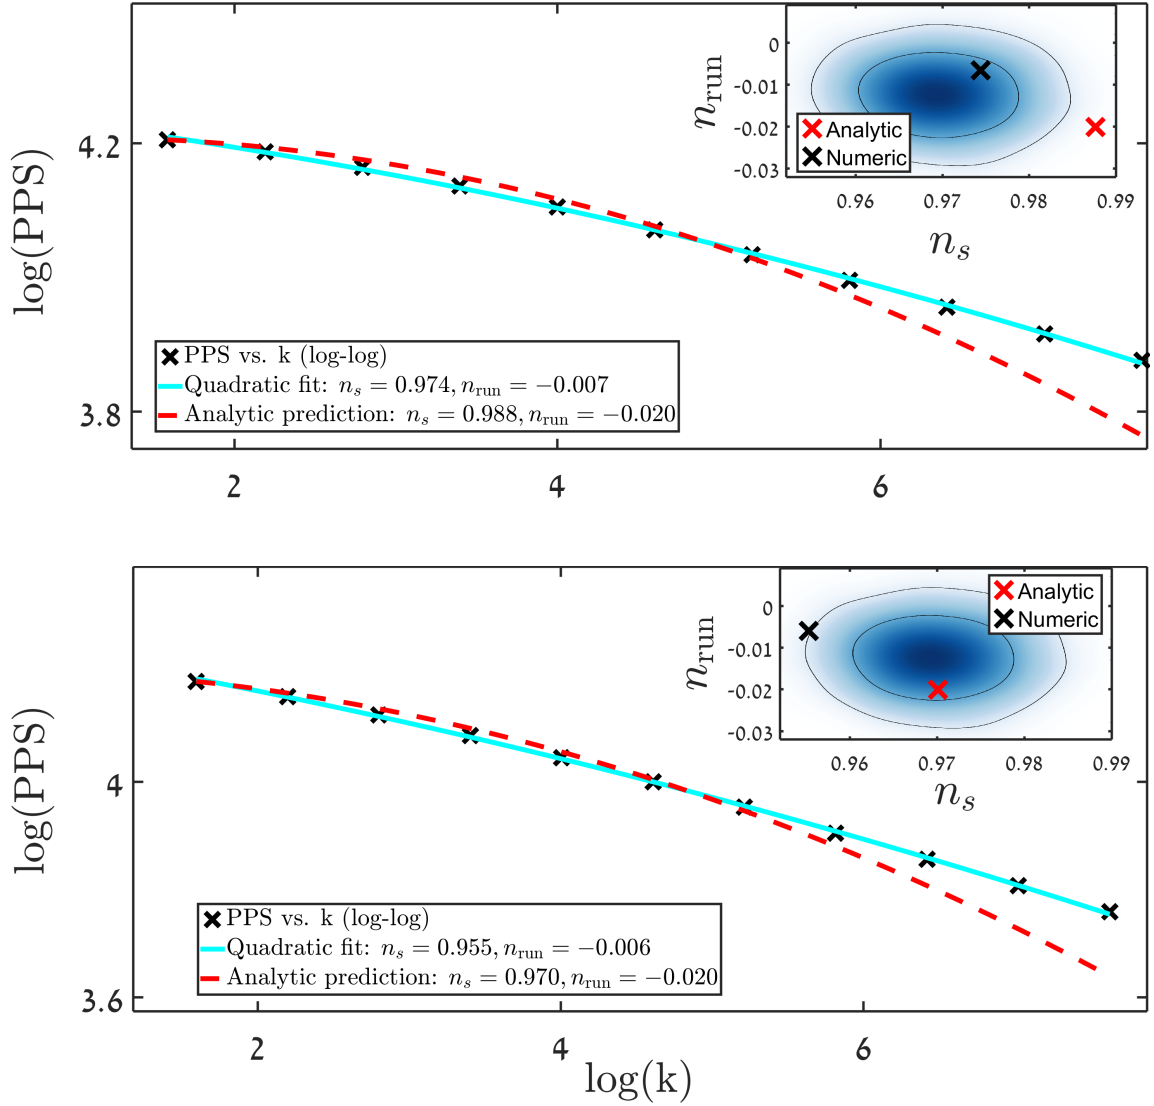 log(PPS)
4.2
3.8
2
4
6
PPS vs. k (log-log)
Quadratic fit: n_s = 0.974, n_run = −0.007
Analytic prediction: n_s = 0.988, n_run = −0.020
n_run
0
-0.01
-0.02
-0.03
Analytic
Numeric
0.96
0.97
0.98
0.99
n_s
log(PPS)
4
3.6
2
4
6
log(k)
PPS vs. k (log-log)
Quadratic fit: n_s = 0.955, n_run = −0.006
Analytic prediction: n_s = 0.970, n_run = −0.020
n_run
0
-0.01
-0.02
-0.03
Analytic
Numeric
0.96
0.97
0.98
0.99
n_s